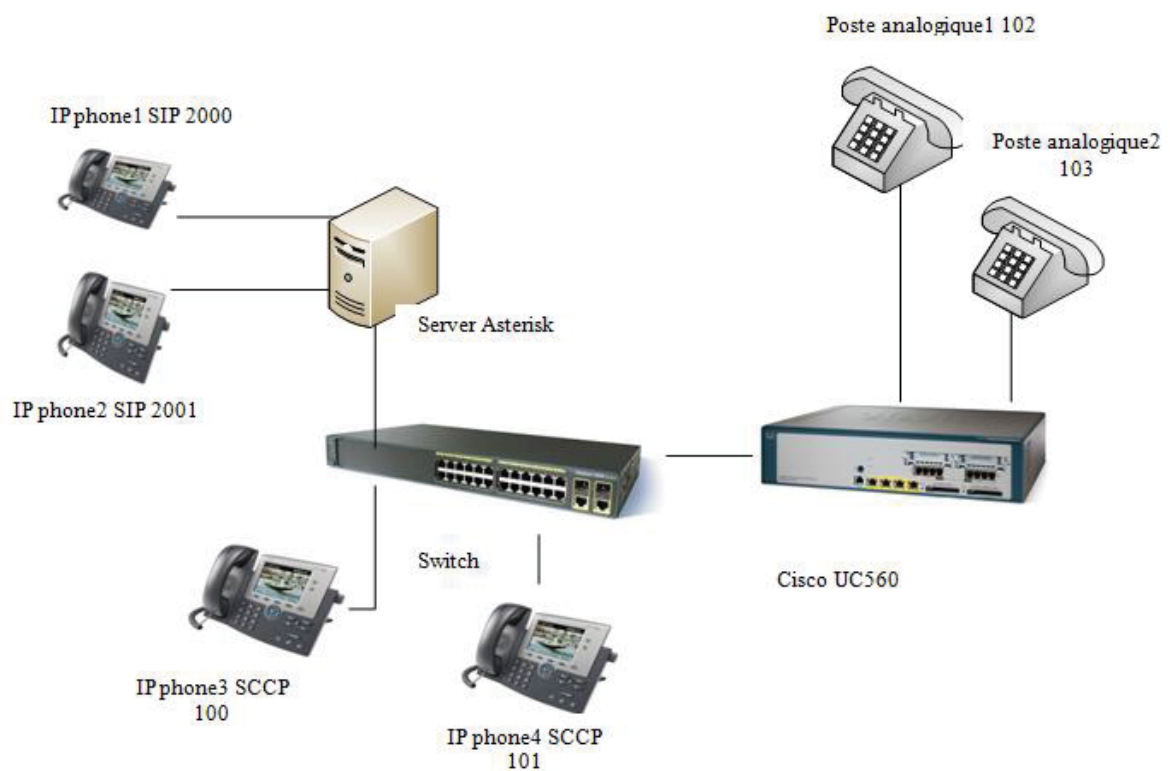 Poste analogique1 102
IP phone1 SIP 2000
Poste analogique2
103
Server Asterisk
IP phone2 SIP 2001
Switch
Cisco UC560
IP phone3 SCCP
100
IP phone4 SCCP
101